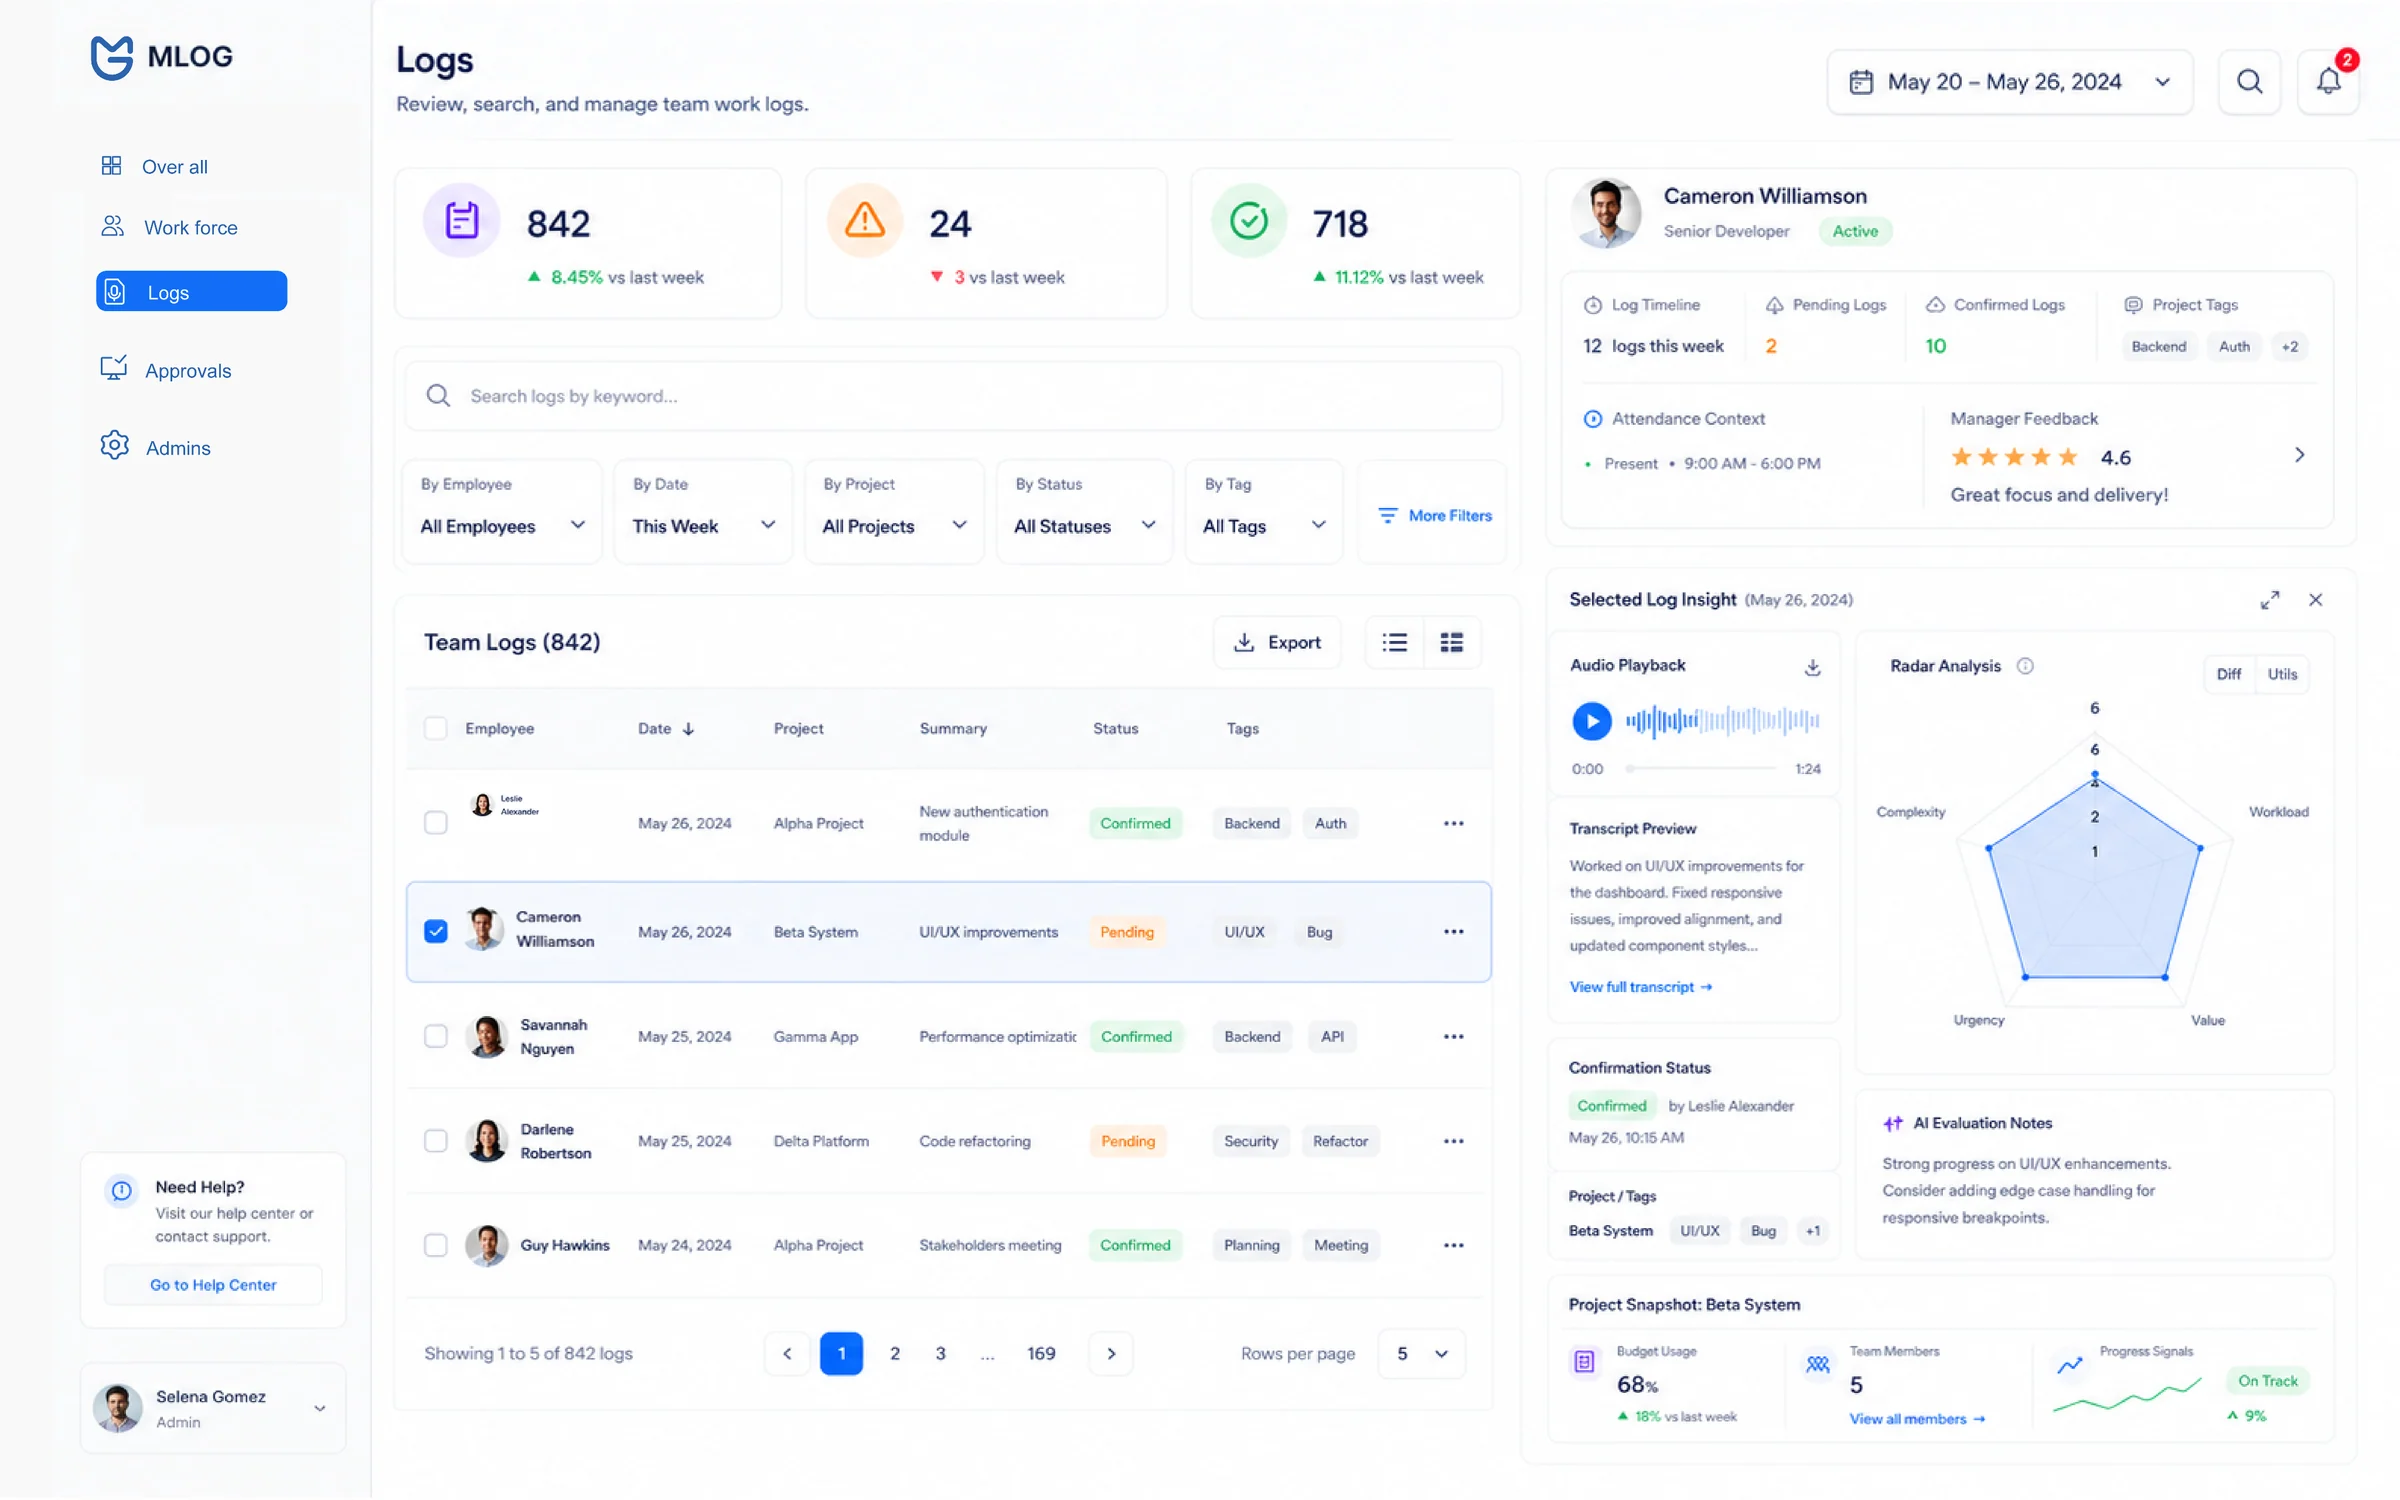 MLOG
Over all
Work force
Logs
Approvals
Admins
Need Help?
Visit our help center or
contact support.
Go to Help Center
Selena Gomez
Admin
Logs
Review, search, and manage team work logs.
May 20 – May 26, 2024
2
842
8.45% vs last week
24
3 vs last week
718
11.12% vs last week
Search logs by keyword...
By Employee
All Employees
By Date
This Week
By Project
All Projects
By Status
All Statuses
By Tag
All Tags
More Filters
Team Logs (842)
Export
Employee Date ↓ Project Summary Status Tags
Leslie
Alexander
May 26, 2024 Alpha Project
New authentication
module
Confirmed Backend Auth
Cameron
Williamson
May 26, 2024 Beta System UI/UX improvements Pending UI/UX Bug
Savannah
Nguyen
May 25, 2024 Gamma App Performance optimizatic Confirmed Backend API
Darlene
Robertson
May 25, 2024 Delta Platform Code refactoring Pending Security Refactor
Guy Hawkins May 24, 2024 Alpha Project Stakeholders meeting Confirmed Planning Meeting
Showing 1 to 5 of 842 logs
1 2 3 ... 169
Rows per page 5
Cameron Williamson
Senior Developer Active
Log Timeline
12 logs this week
Pending Logs
2
Confirmed Logs
10
Project Tags
Backend Auth +2
Attendance Context
• Present • 9:00 AM - 6:00 PM
Manager Feedback
4.6
Great focus and delivery!
Selected Log Insight (May 26, 2024)
Audio Playback
0:00 1:24
Transcript Preview
Worked on UI/UX improvements for
the dashboard. Fixed responsive
issues, improved alignment, and
updated component styles...
View full transcript →
Confirmation Status
Confirmed by Leslie Alexander
May 26, 10:15 AM
Project / Tags
Beta System UI/UX Bug +1
Radar Analysis
Diff Utils
6
6
4
2
1
Complexity
Workload
Urgency
Value
AI Evaluation Notes
Strong progress on UI/UX enhancements.
Consider adding edge case handling for
responsive breakpoints.
Project Snapshot: Beta System
Budget Usage
68%
18% vs last week
Team Members
5
View all members →
Progress Signals
On Track
9%